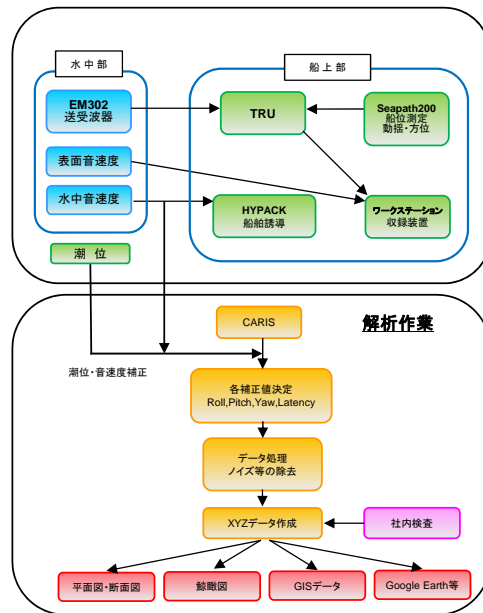 水中部
船上部
EM302
送受波器
TRU
Seapath200
船位測定
動揺・方位
表面音速度
水中音速度
HYPACK
船舶誘導
ワークステーション
収録装置
潮 位
CARIS
解析作業
潮位・音速度補正
各補正値決定
Roll,Pitch,Yaw,Latency
データ処理
ノイズ等の除去
XYZデータ作成
社内検査
平面図・断面図
鯨瞰図
GISデータ
Google Earth等